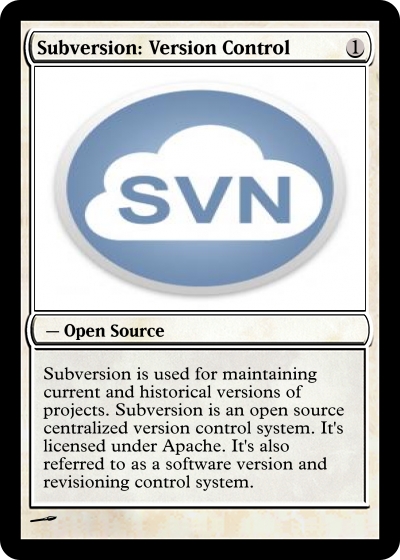 Subversion: Version Control 1
SVN
— Open Source
Subversion is used for maintaining
current and historical versions of
projects. Subversion is an open source
centralized version control system. It's
licensed under Apache. It's also
referred to as a software version and
revisioning control system.